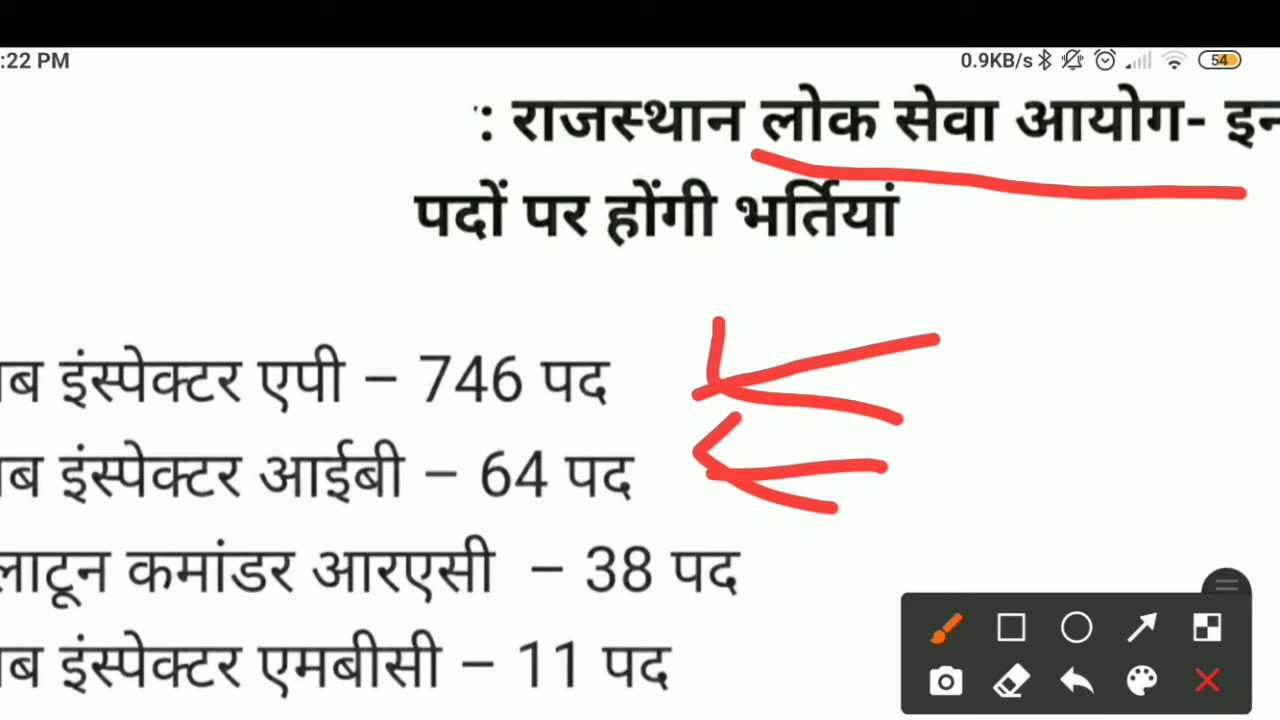 :22 PM 0.9KB/s 54
: राजस्थान लोक सेवा आयोग- इन
पदों पर होंगी भर्तियां
ब इंस्पेक्टर एपी – 746 पद
ब इंस्पेक्टर आईबी – 64 पद
लाटून कमांडर आरएसी – 38 पद
ब इंस्पेक्टर एमबीसी – 11 पद